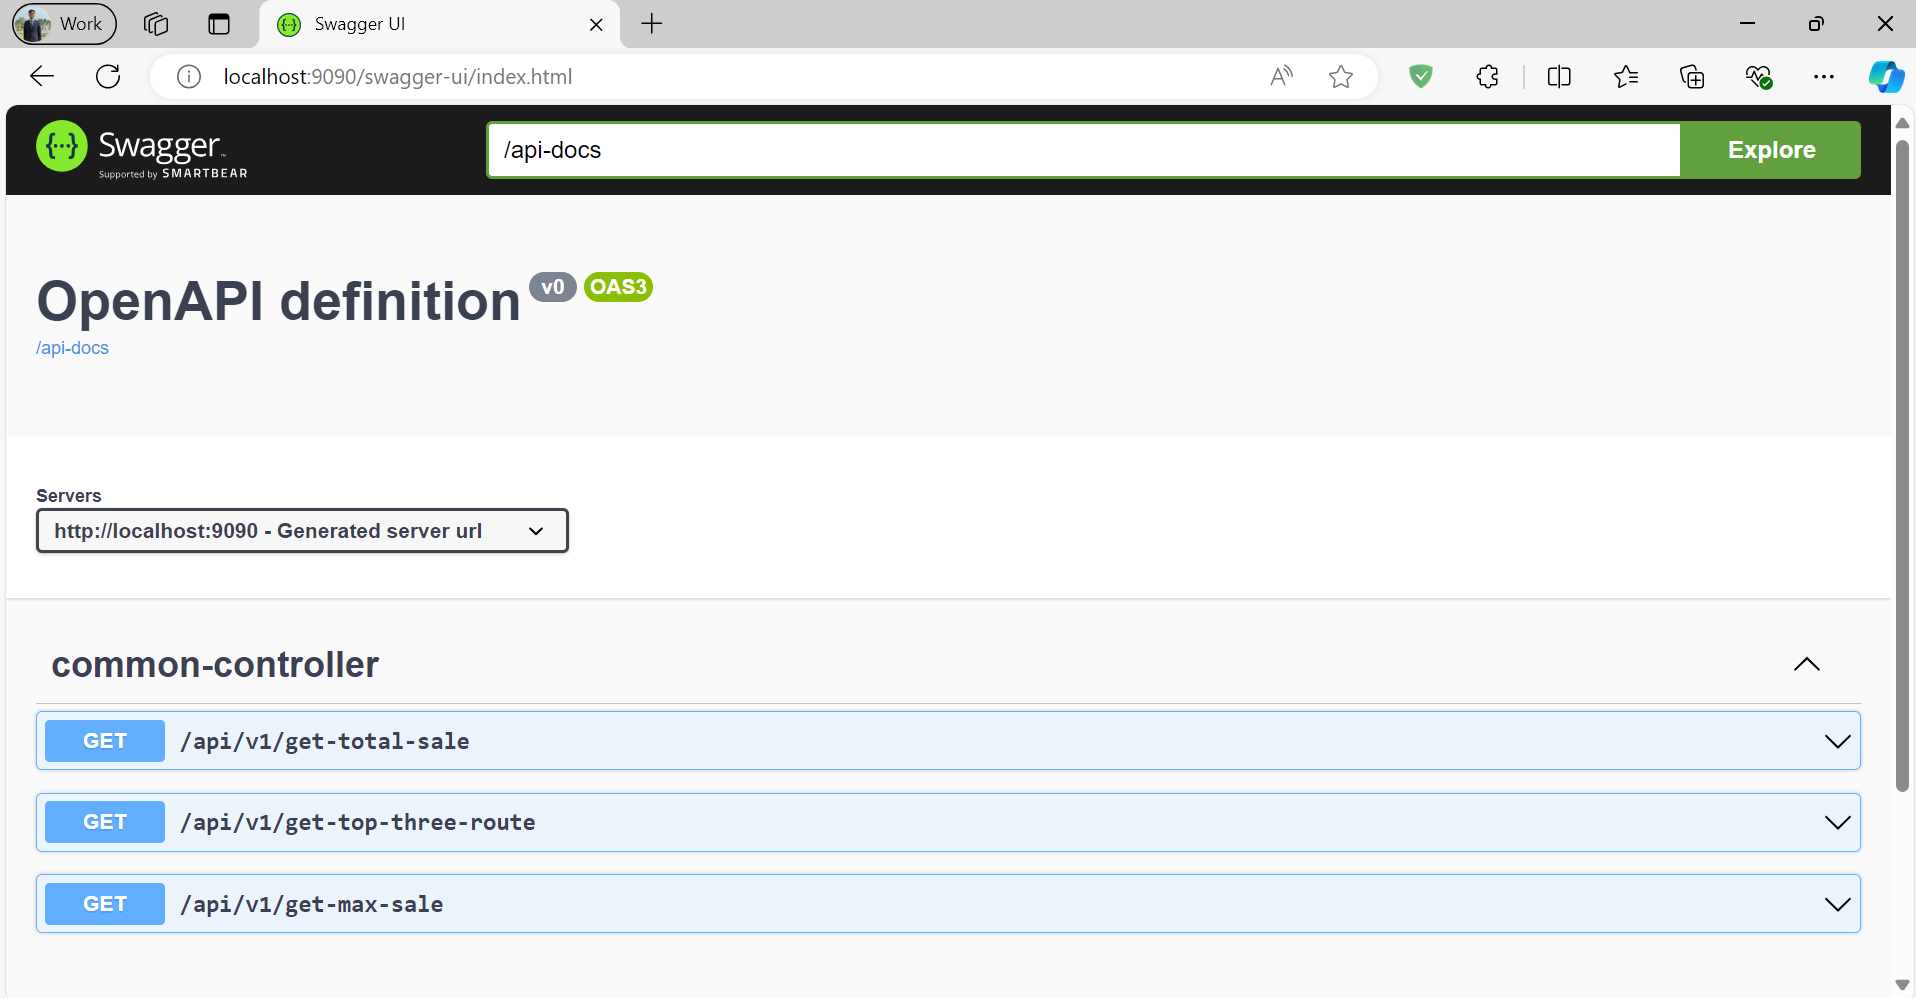 Work
Swagger UI
localhost:9090/swagger-ui/index.html
Swagger
Supported by SMARTBEAR
/api-docs
Explore
OpenAPI definition v0 OAS3
/api-docs
Servers
http://localhost:9090 - Generated server url
common-controller
GET /api/v1/get-total-sale
GET /api/v1/get-top-three-route
GET /api/v1/get-max-sale